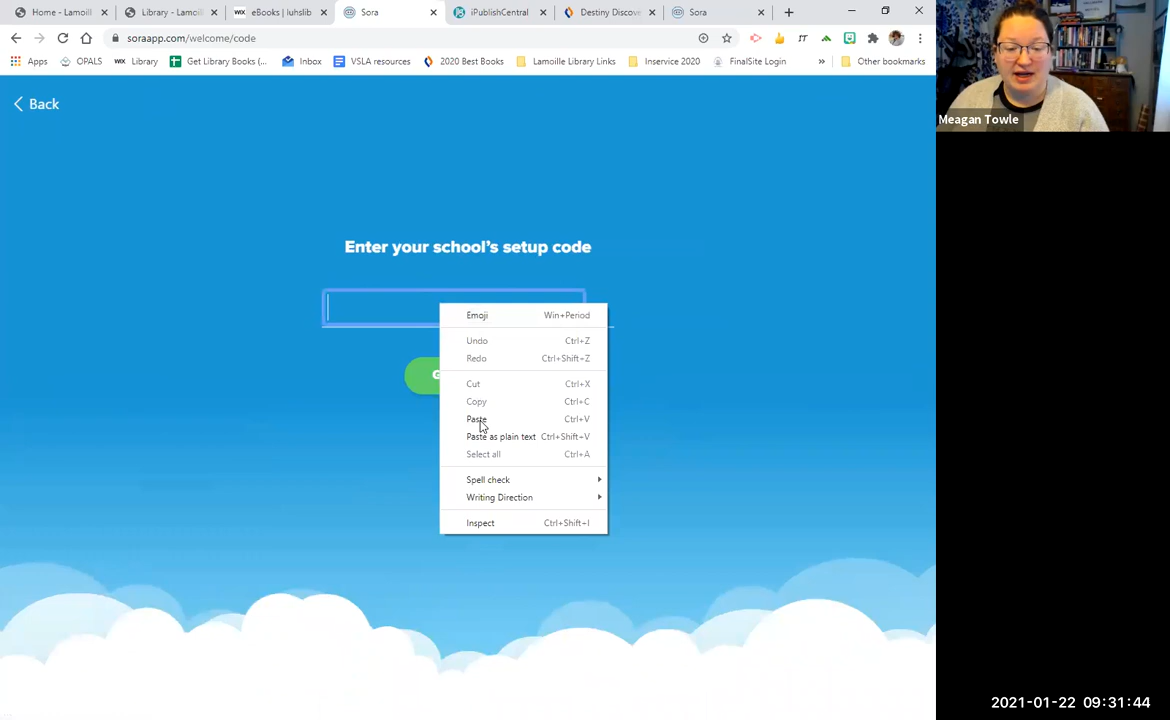 Home - Lamoill
Library - Lamoill
WIX eBooks | luhslib
Sora
iPublishCentral
Destiny Discove
Sora
soraapp.com/welcome/code
Apps
OPALS
WIX Library
Get Library Books (...
Inbox
VSLA resources
2020 Best Books
Lamoille Library Links
Inservice 2020
FinalSite Login
»
Other bookmarks
Back
Meagan Towle
Enter your school's setup code
G
Emoji Win+Period
Undo Ctrl+Z
Redo Ctrl+Shift+Z
Cut Ctrl+X
Copy Ctrl+C
Paste Ctrl+V
Paste as plain text Ctrl+Shift+V
Select all Ctrl+A
Spell check
Writing Direction
Inspect Ctrl+Shift+I
2021-01-22 09:31:44